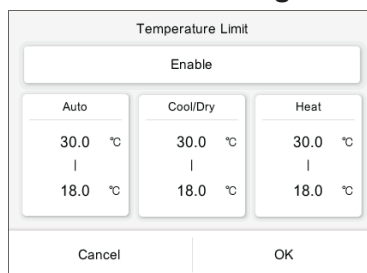 Temperature Limit
Enable
Auto Cool/Dry Heat
30.0 ℃ 30.0 ℃ 30.0 ℃
| | |
18.0 ℃ 18.0 ℃ 18.0 ℃
Cancel OK